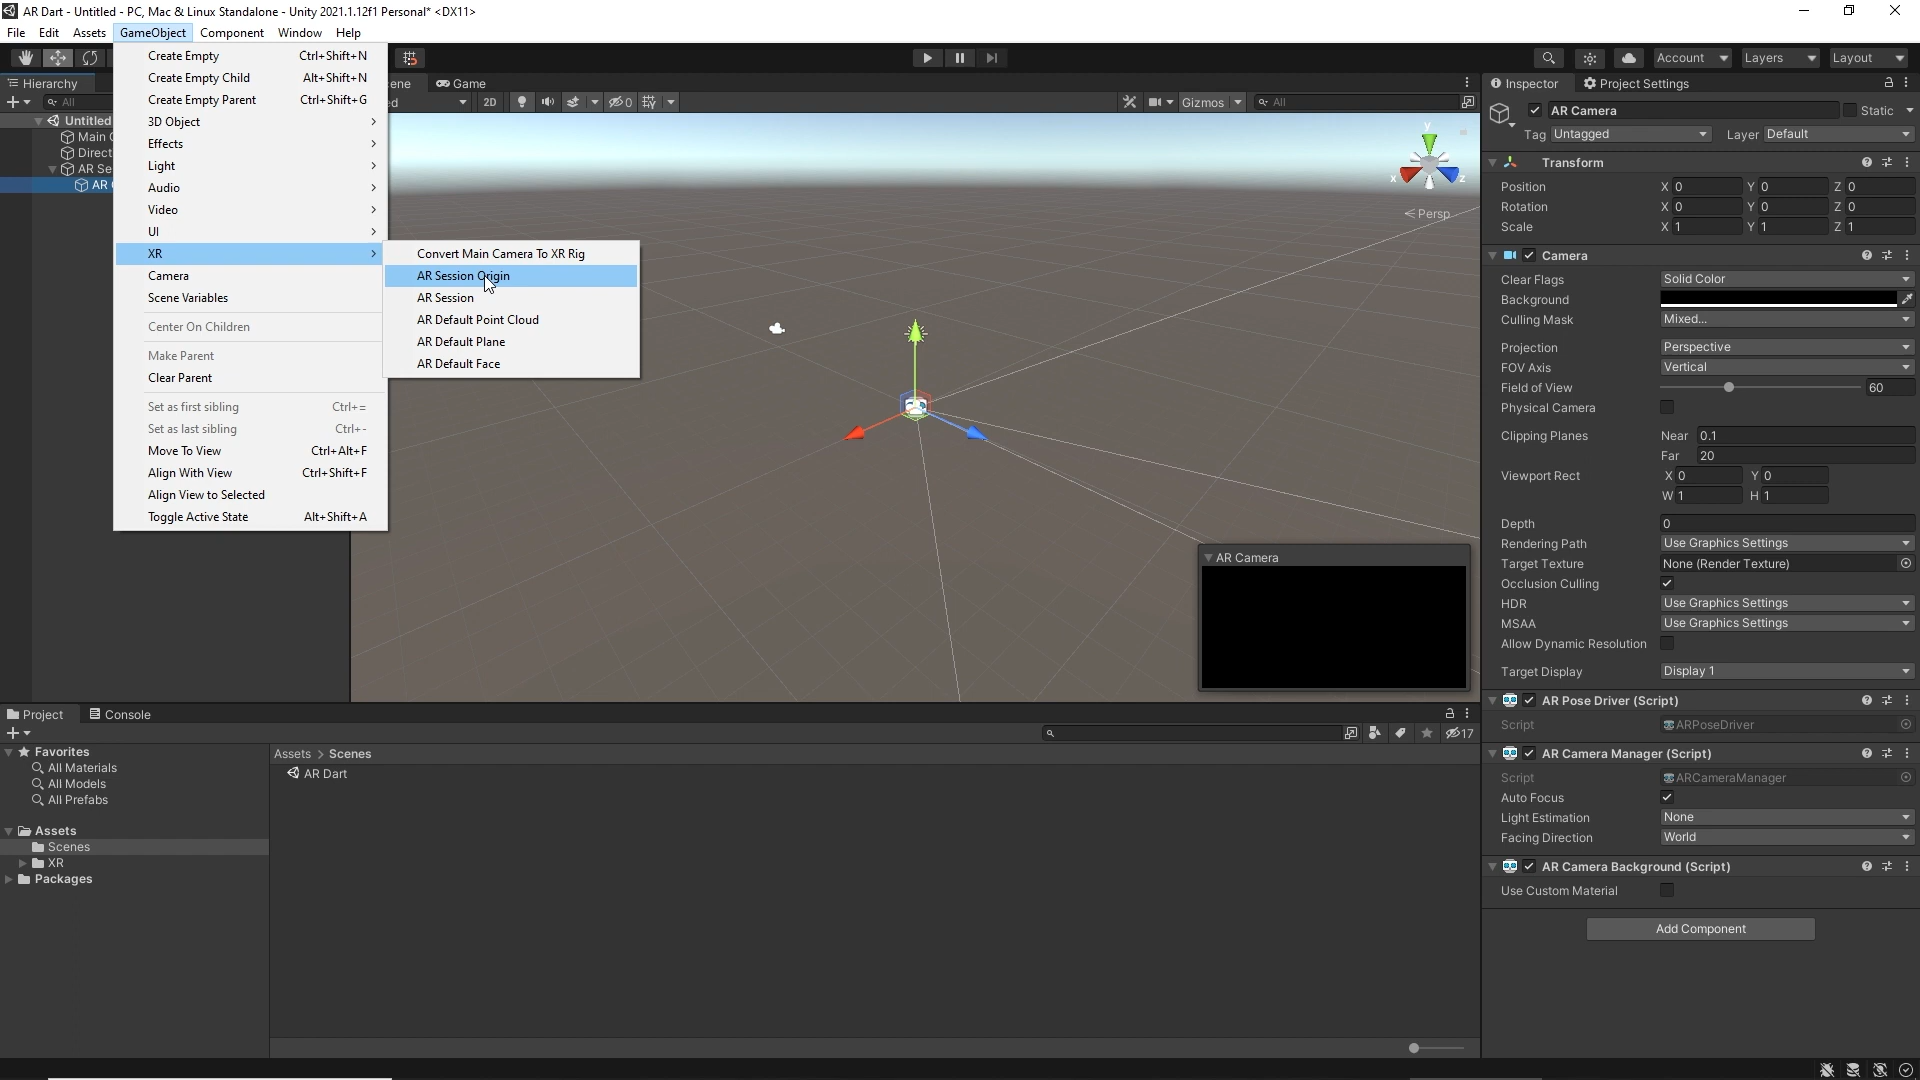 AR Dart - Untitled - PC, Mac & Linux Standalone - Unity 2021.1.12f1 Personal* <DX11>
File Edit Assets GameObject Component Window Help
Account Layers Layout
Hierarchy
All
Untitled
Main C
Direct
AR Se
AR
Create Empty Ctrl+Shift+N
Create Empty Child Alt+Shift+N
Create Empty Parent Ctrl+Shift+G
3D Object
Effects
Light
Audio
Video
UI
XR
Camera
Scene Variables
Center On Children
Make Parent
Clear Parent
Set as first sibling Ctrl+=
Set as last sibling Ctrl+-
Move To View Ctrl+Alt+F
Align With View Ctrl+Shift+F
Align View to Selected
Toggle Active State Alt+Shift+A
Convert Main Camera To XR Rig
AR Session Origin
AR Session
AR Default Point Cloud
AR Default Plane
AR Default Face
ene Game
ed 2D 0 Gizmos All
y
x z
Persp
AR Camera
Inspector Project Settings
AR Camera Static
Tag Untagged Layer Default
Transform
Position X 0 Y 0 Z 0
Rotation X 0 Y 0 Z 0
Scale X 1 Y 1 Z 1
Camera
Clear Flags Solid Color
Background
Culling Mask Mixed...
Projection Perspective
FOV Axis Vertical
Field of View 60
Physical Camera
Clipping Planes Near 0.1
Far 20
Viewport Rect X 0 Y 0
W 1 H 1
Depth 0
Rendering Path Use Graphics Settings
Target Texture None (Render Texture)
Occlusion Culling
HDR Use Graphics Settings
MSAA Use Graphics Settings
Allow Dynamic Resolution
Target Display Display 1
AR Pose Driver (Script)
Script ARPoseDriver
AR Camera Manager (Script)
Script ARCameraManager
Auto Focus
Light Estimation None
Facing Direction World
AR Camera Background (Script)
Use Custom Material
Add Component
Project Console
17
Favorites
All Materials
All Models
All Prefabs
Assets
Scenes
XR
Packages
Assets > Scenes
AR Dart